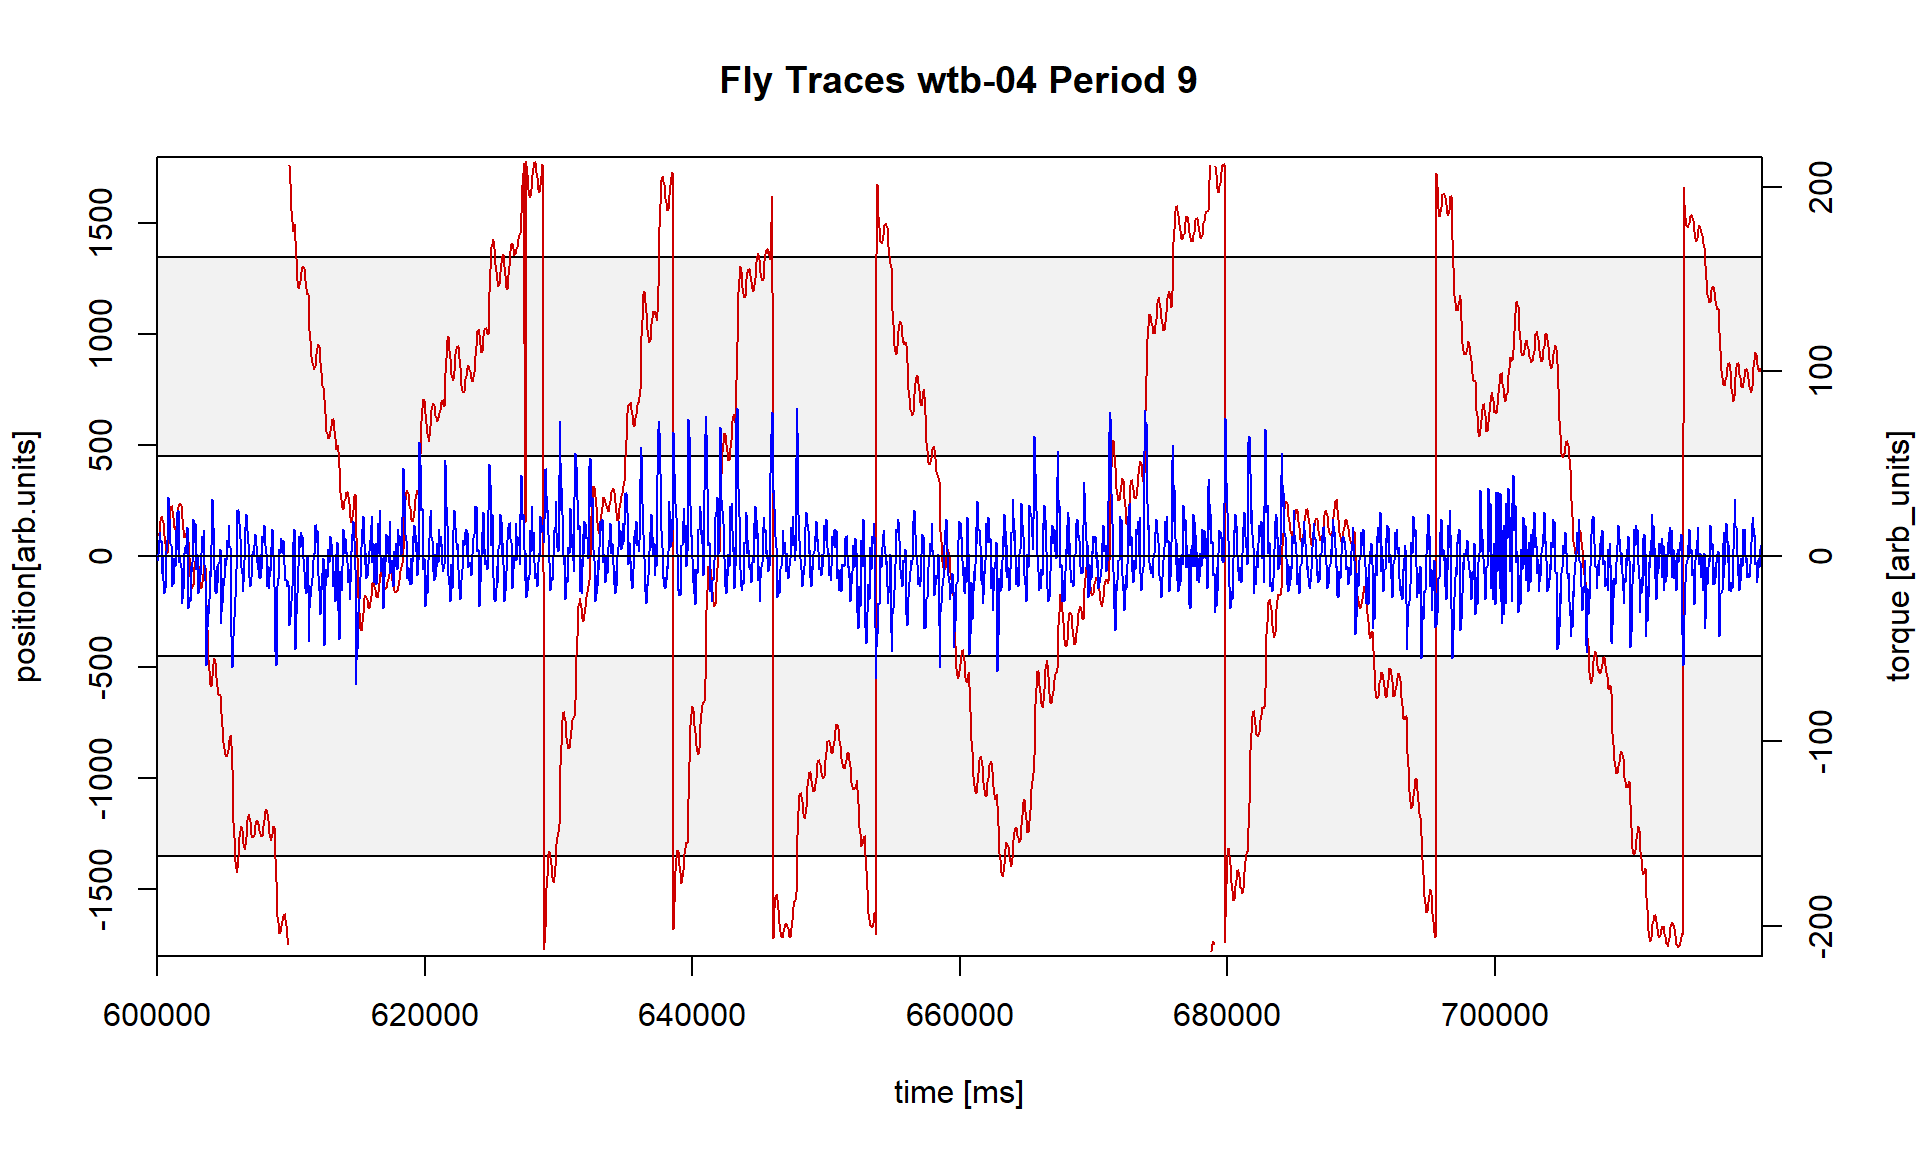 Fly Traces wtb-04 Period 9
position[arb.units]
1500
1000
500
0
-500
-1000
-1500
torque [arb_units]
200
100
0
-100
-200
600000 620000 640000 660000 680000 700000
time [ms]